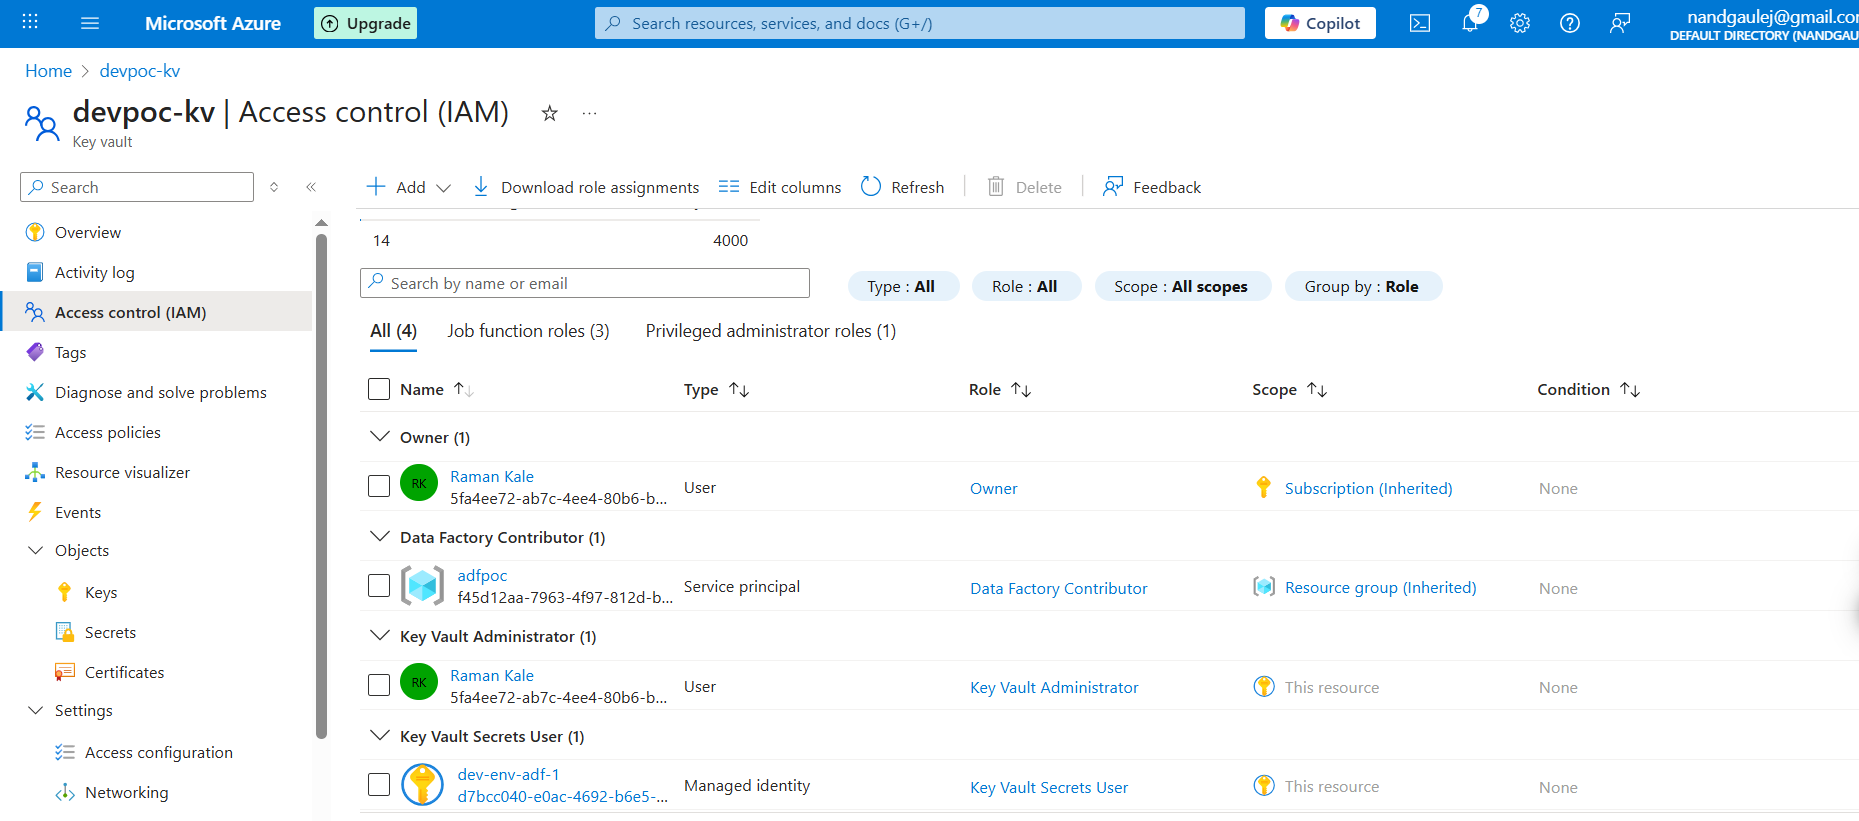 Microsoft Azure
Upgrade
Search resources, services, and docs (G+/)
Copilot
7
nandgaulej@gmail.com
DEFAULT DIRECTORY (NANDGAU
Home > devpoc-kv
devpoc-kv | Access control (IAM)
Key vault
Search
Add
Download role assignments
Edit columns
Refresh
Delete
Feedback
Overview
Activity log
Access control (IAM)
Tags
Diagnose and solve problems
Access policies
Resource visualizer
Events
Objects
Keys
Secrets
Certificates
Settings
Access configuration
Networking
14 4000
Search by name or email
Type : All
Role : All
Scope : All scopes
Group by : Role
All (4) Job function roles (3) Privileged administrator roles (1)
Name Type Role Scope Condition
Owner (1)
RK Raman Kale
5fa4ee72-ab7c-4ee4-80b6-b...
User Owner Subscription (Inherited) None
Data Factory Contributor (1)
adfpoc
f45d12aa-7963-4f97-812d-b...
Service principal Data Factory Contributor Resource group (Inherited) None
Key Vault Administrator (1)
RK Raman Kale
5fa4ee72-ab7c-4ee4-80b6-b...
User Key Vault Administrator This resource None
Key Vault Secrets User (1)
dev-env-adf-1
d7bcc040-e0ac-4692-b6e5-...
Managed identity Key Vault Secrets User This resource None